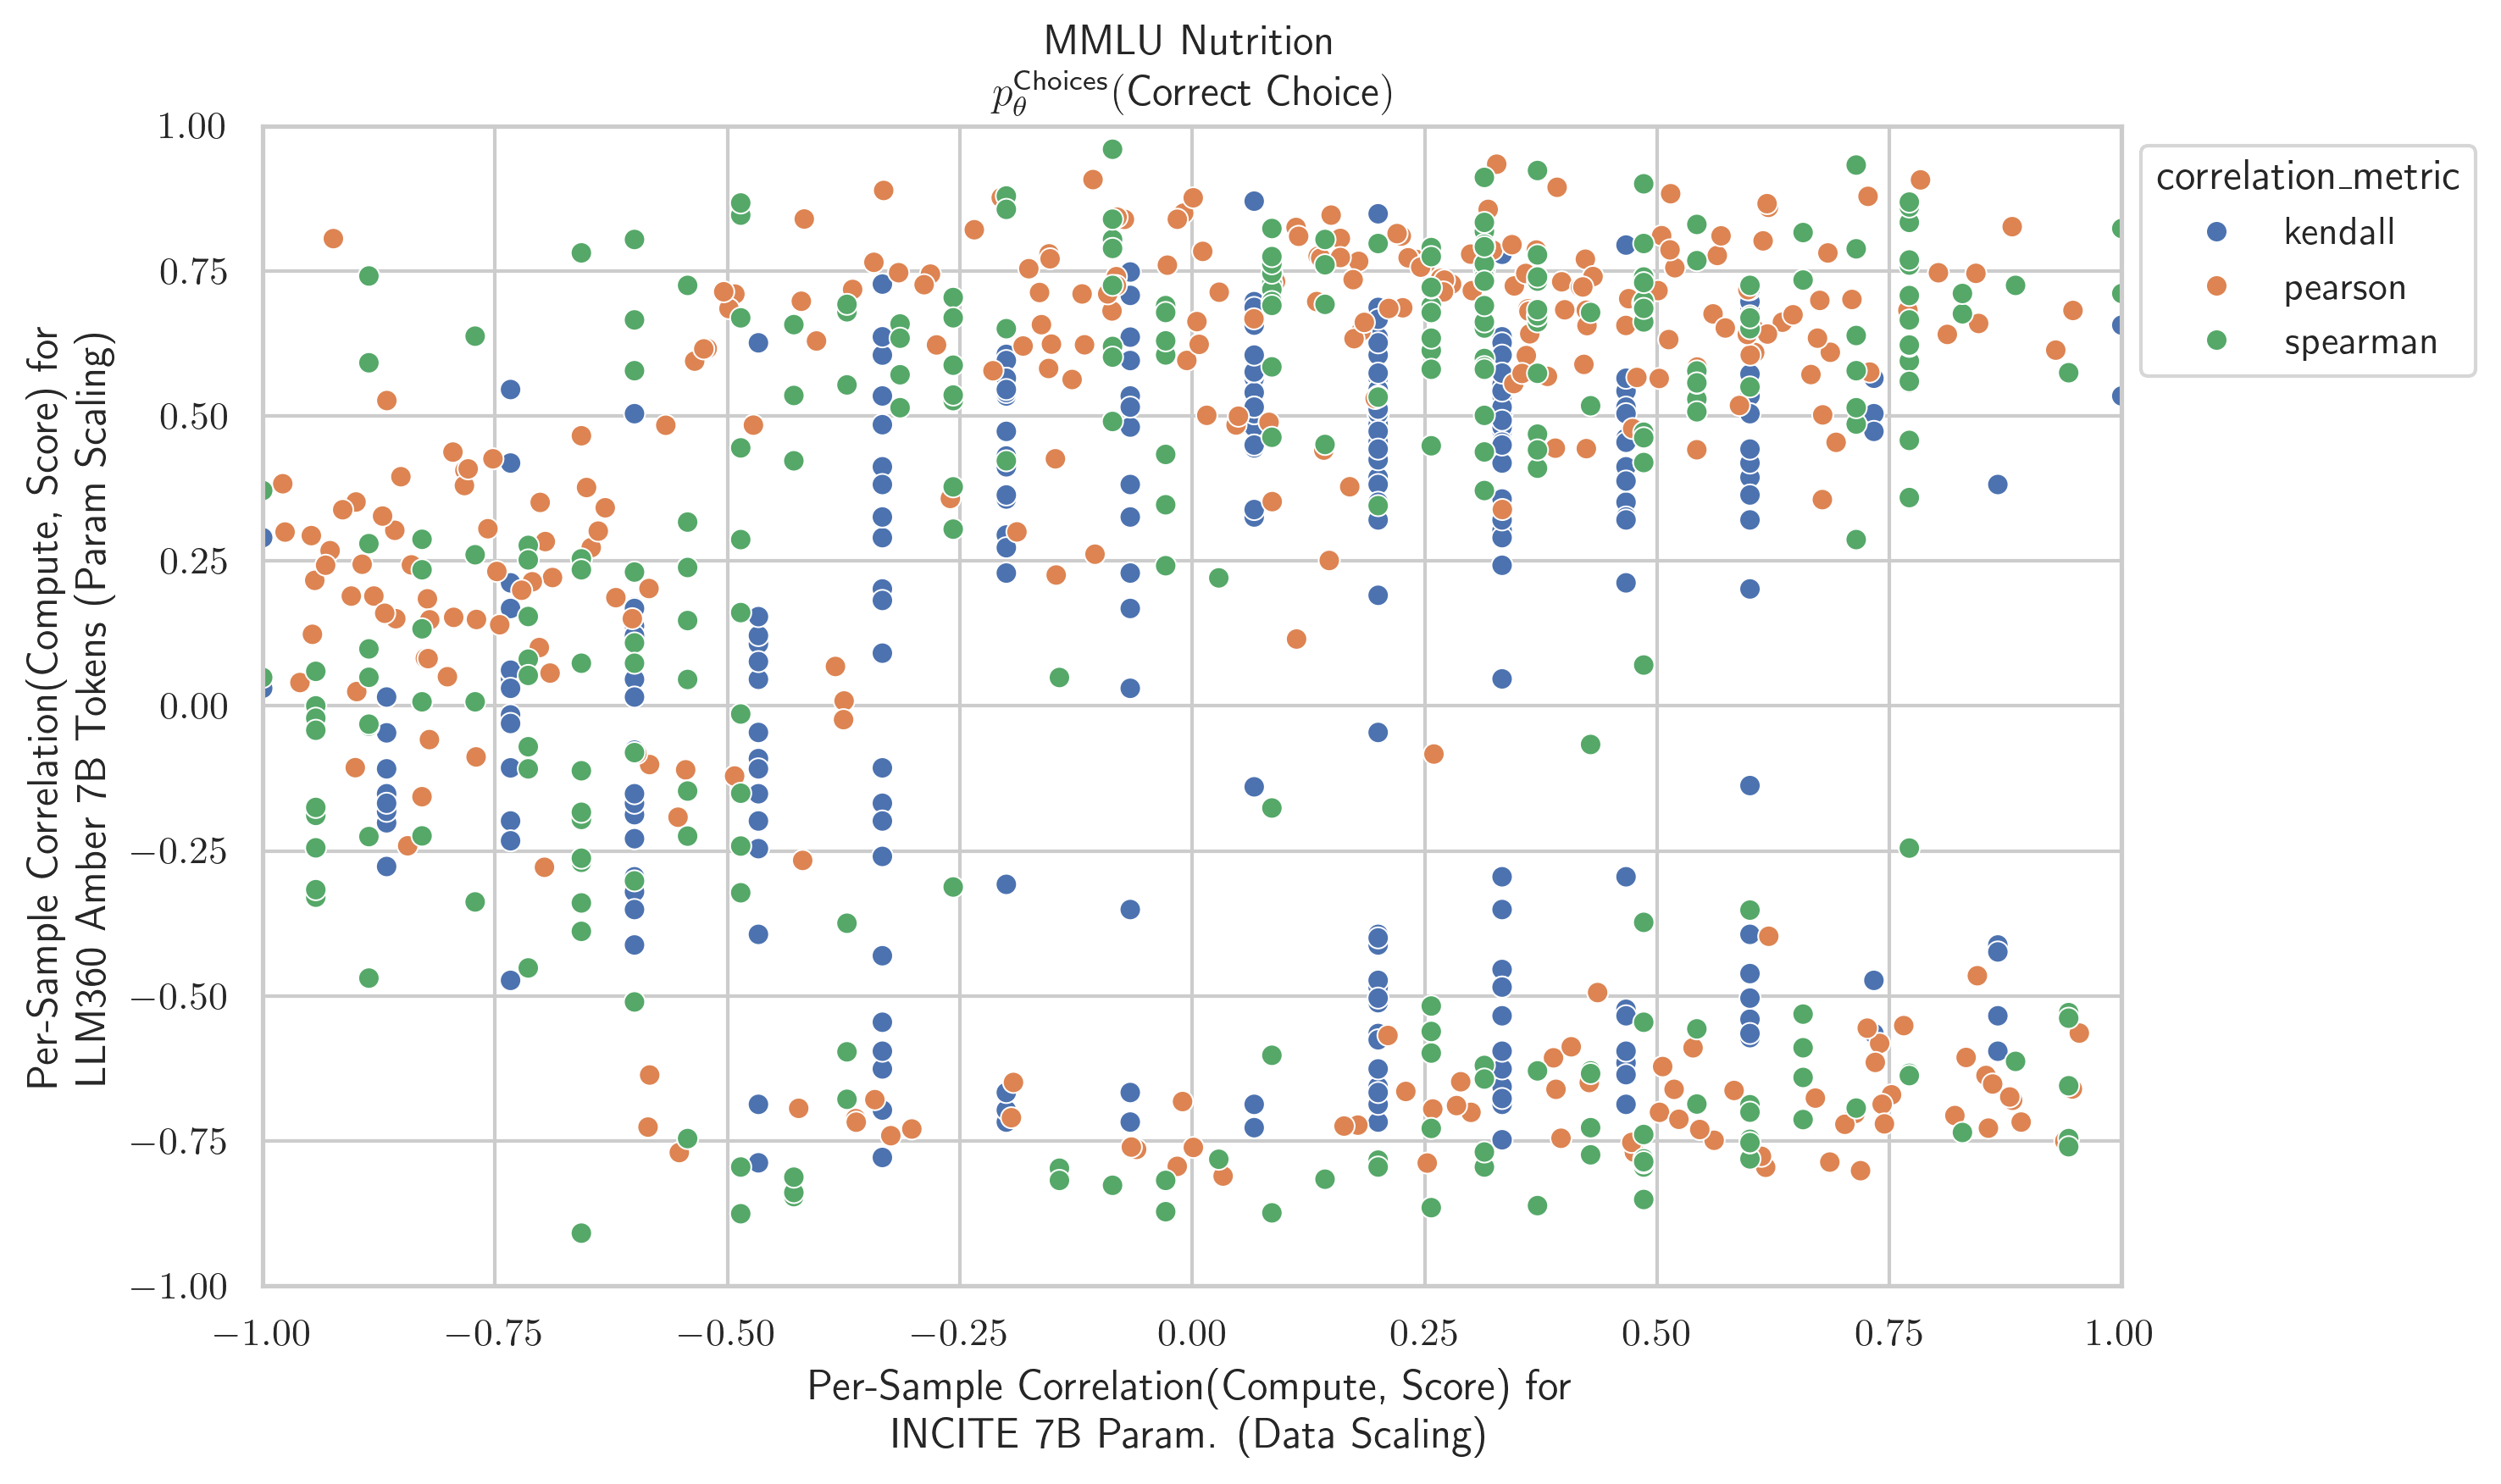 MMLU Nutrition
p_θ^Choices(Correct Choice)
1.00
0.75
0.50
0.25
0.00
−0.25
−0.50
−0.75
−1.00
Per-Sample Correlation(Compute, Score) for
LLM360 Amber 7B Tokens (Param Scaling)
−1.00 −0.75 −0.50 −0.25 0.00 0.25 0.50 0.75 1.00
Per-Sample Correlation(Compute, Score) for
INCITE 7B Param. (Data Scaling)
correlation_metric
kendall
pearson
spearman